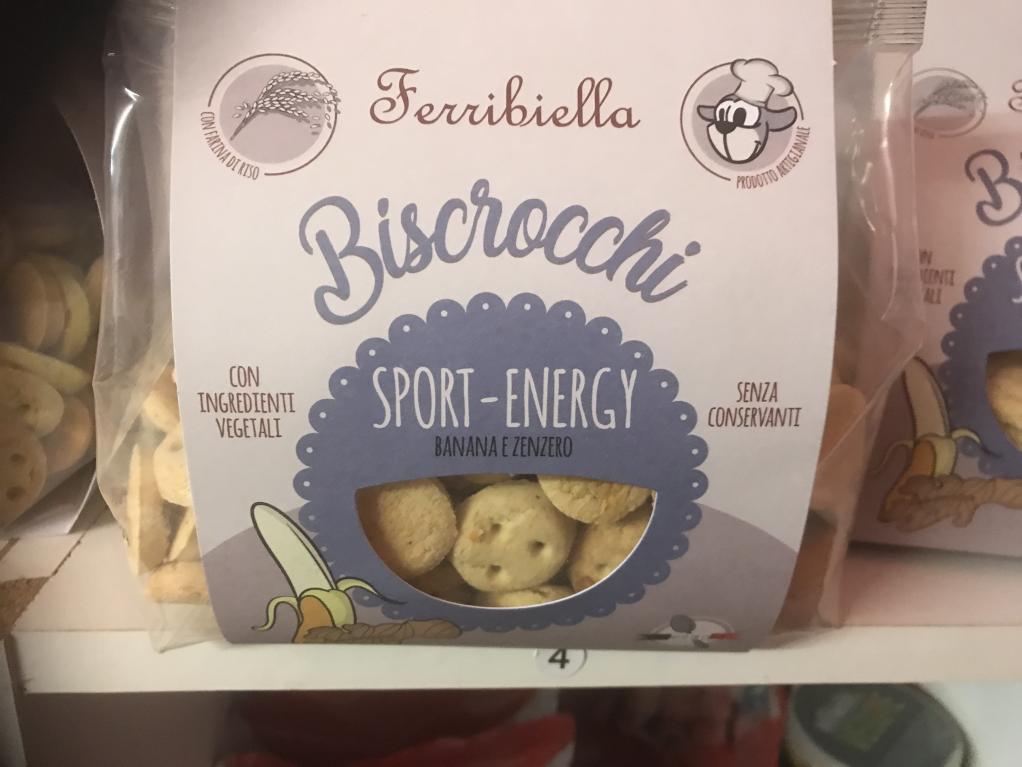 Ferribiella
CON FARINA DI RISO
PRODOTTO ARTIGIANALE
Biscrocchi
SPORT-ENERGY
BANANA E ZENZERO
CON
INGREDIENTI
VEGETALI
SENZA
CONSERVANTI
4